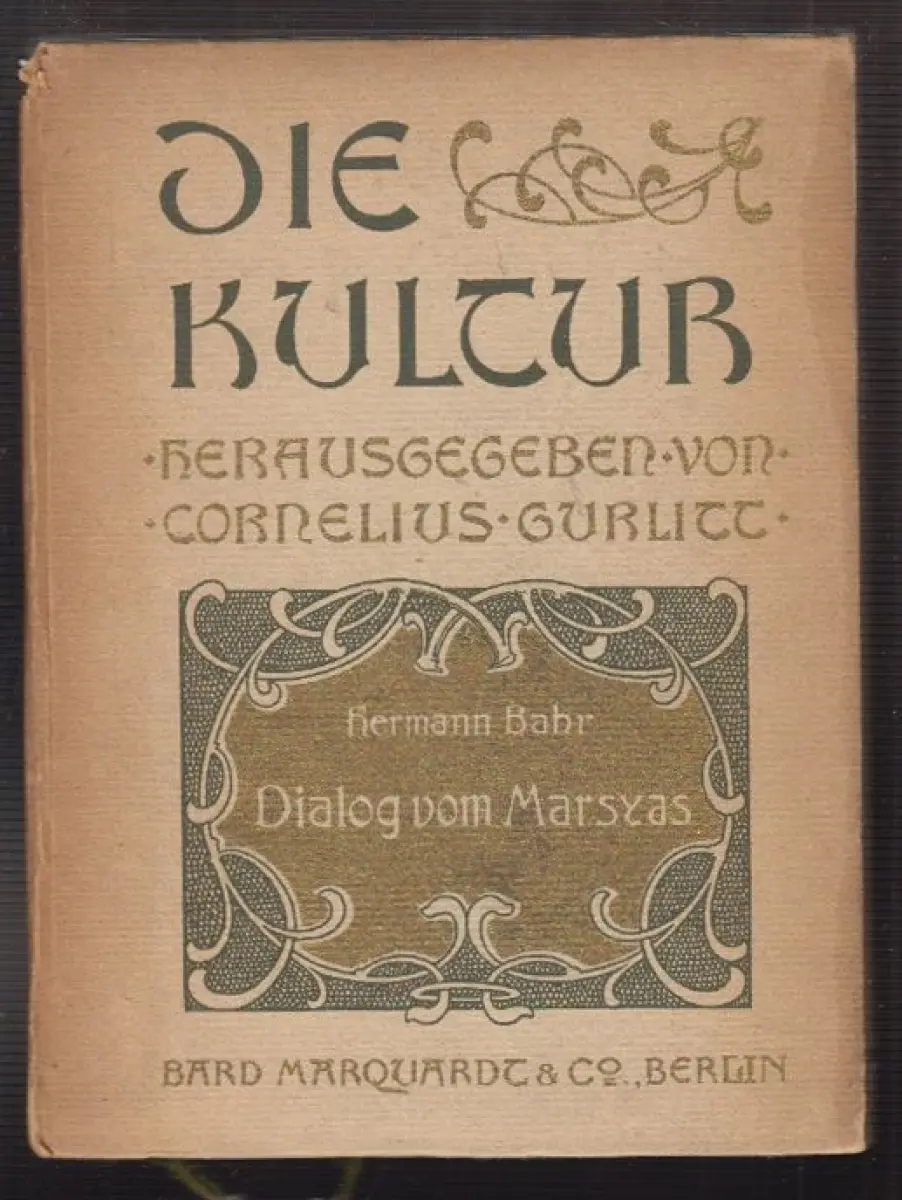 DIE
KULTUR
·HERAUSGEGEBEN·VON·
·CORNELIUS·GURLITT·
Hermann Bahr
Dialog vom Marsyas
BARD MARQUARDT & CO., BERLIN